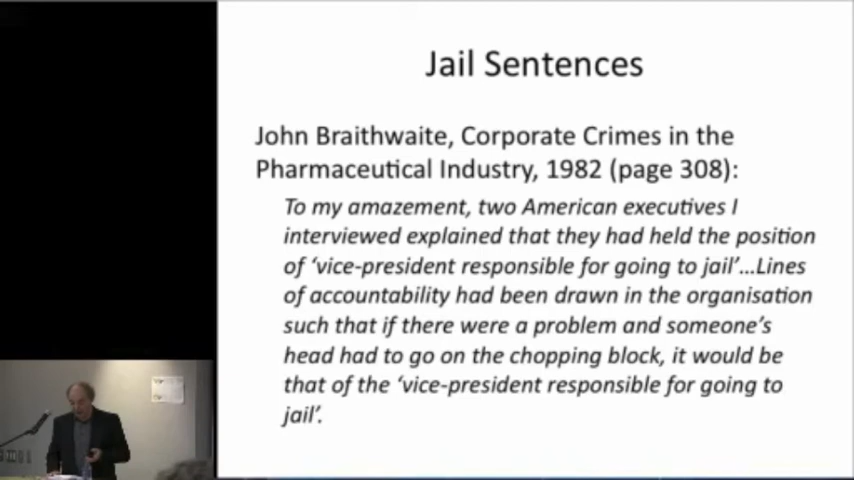 Jail Sentences
John Braithwaite, Corporate Crimes in the
Pharmaceutical Industry, 1982 (page 308):
To my amazement, two American executives I
interviewed explained that they had held the position
of ‘vice-president responsible for going to jail’...Lines
of accountability had been drawn in the organisation
such that if there were a problem and someone’s
head had to go on the chopping block, it would be
that of the ‘vice-president responsible for going to
jail’.